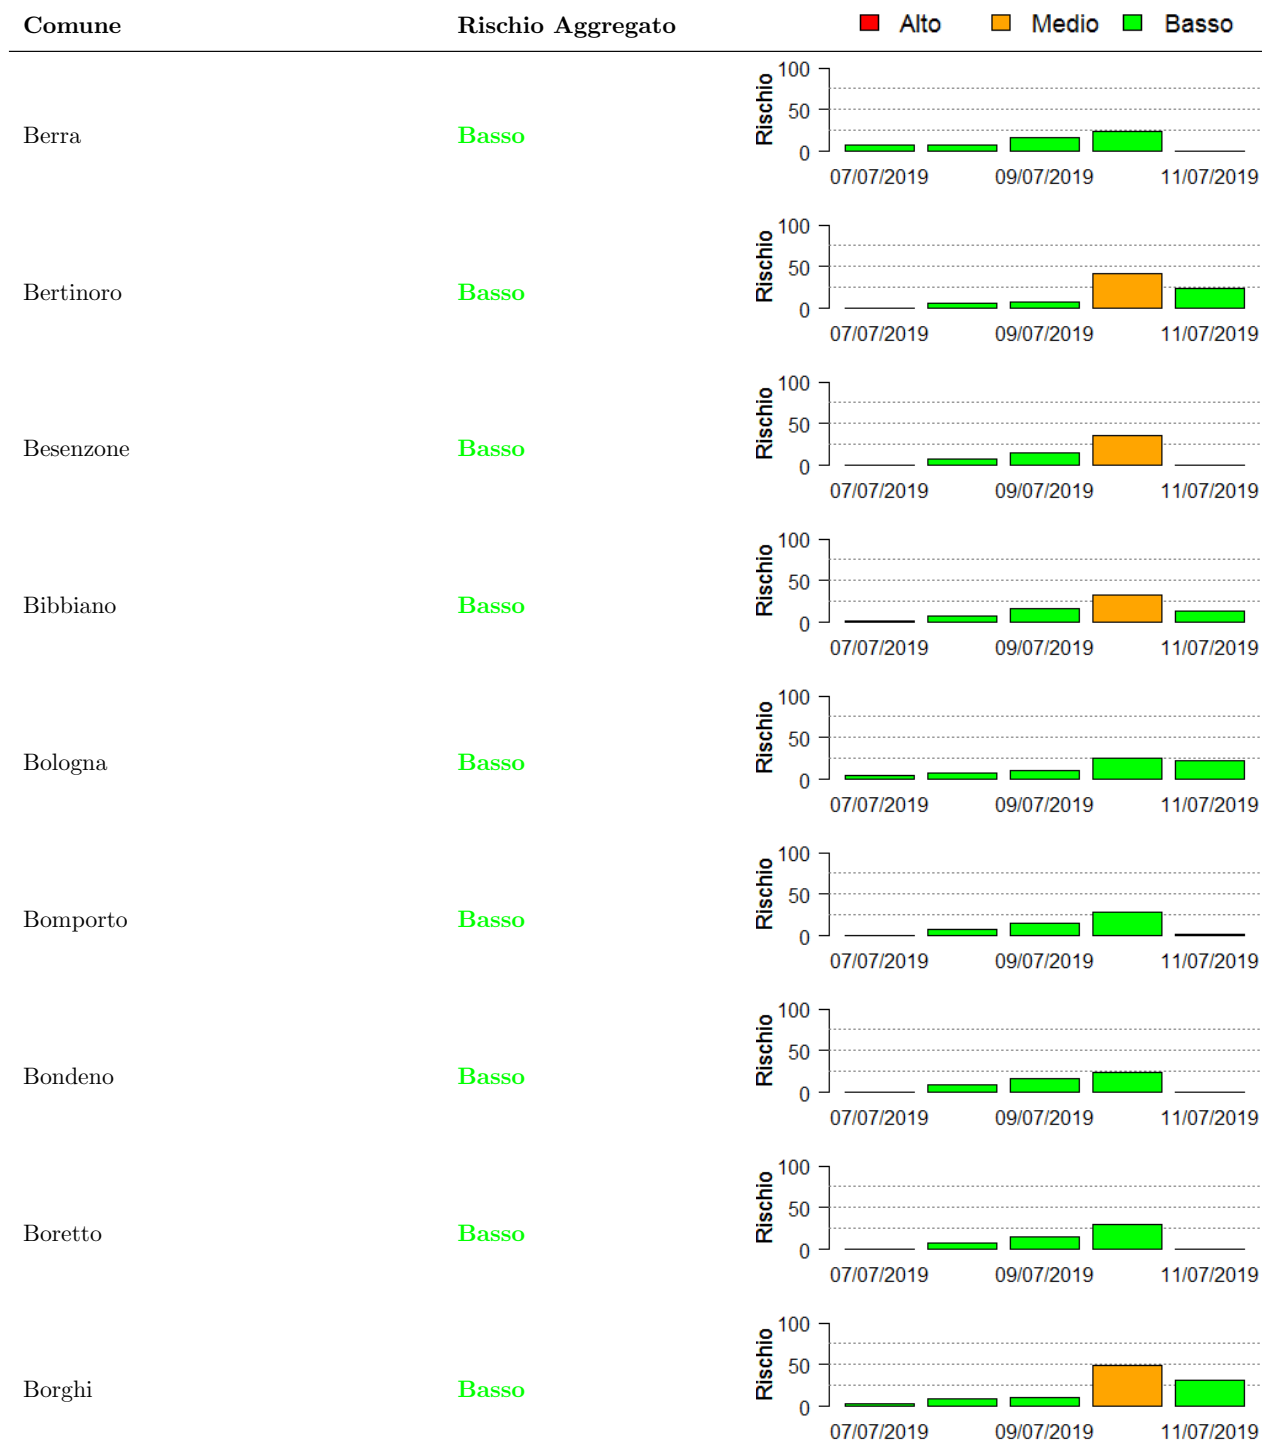 Comune Rischio Aggregato Alto Medio Basso
Berra Basso Rischio 100 50 0
07/07/2019 09/07/2019 11/07/2019
Bertinoro Basso Rischio 100 50 0
07/07/2019 09/07/2019 11/07/2019
Besenzone Basso Rischio 100 50 0
07/07/2019 09/07/2019 11/07/2019
Bibbiano Basso Rischio 100 50 0
07/07/2019 09/07/2019 11/07/2019
Bologna Basso Rischio 100 50 0
07/07/2019 09/07/2019 11/07/2019
Bomporto Basso Rischio 100 50 0
07/07/2019 09/07/2019 11/07/2019
Bondeno Basso Rischio 100 50 0
07/07/2019 09/07/2019 11/07/2019
Boretto Basso Rischio 100 50 0
07/07/2019 09/07/2019 11/07/2019
Borghi Basso Rischio 100 50 0
07/07/2019 09/07/2019 11/07/2019